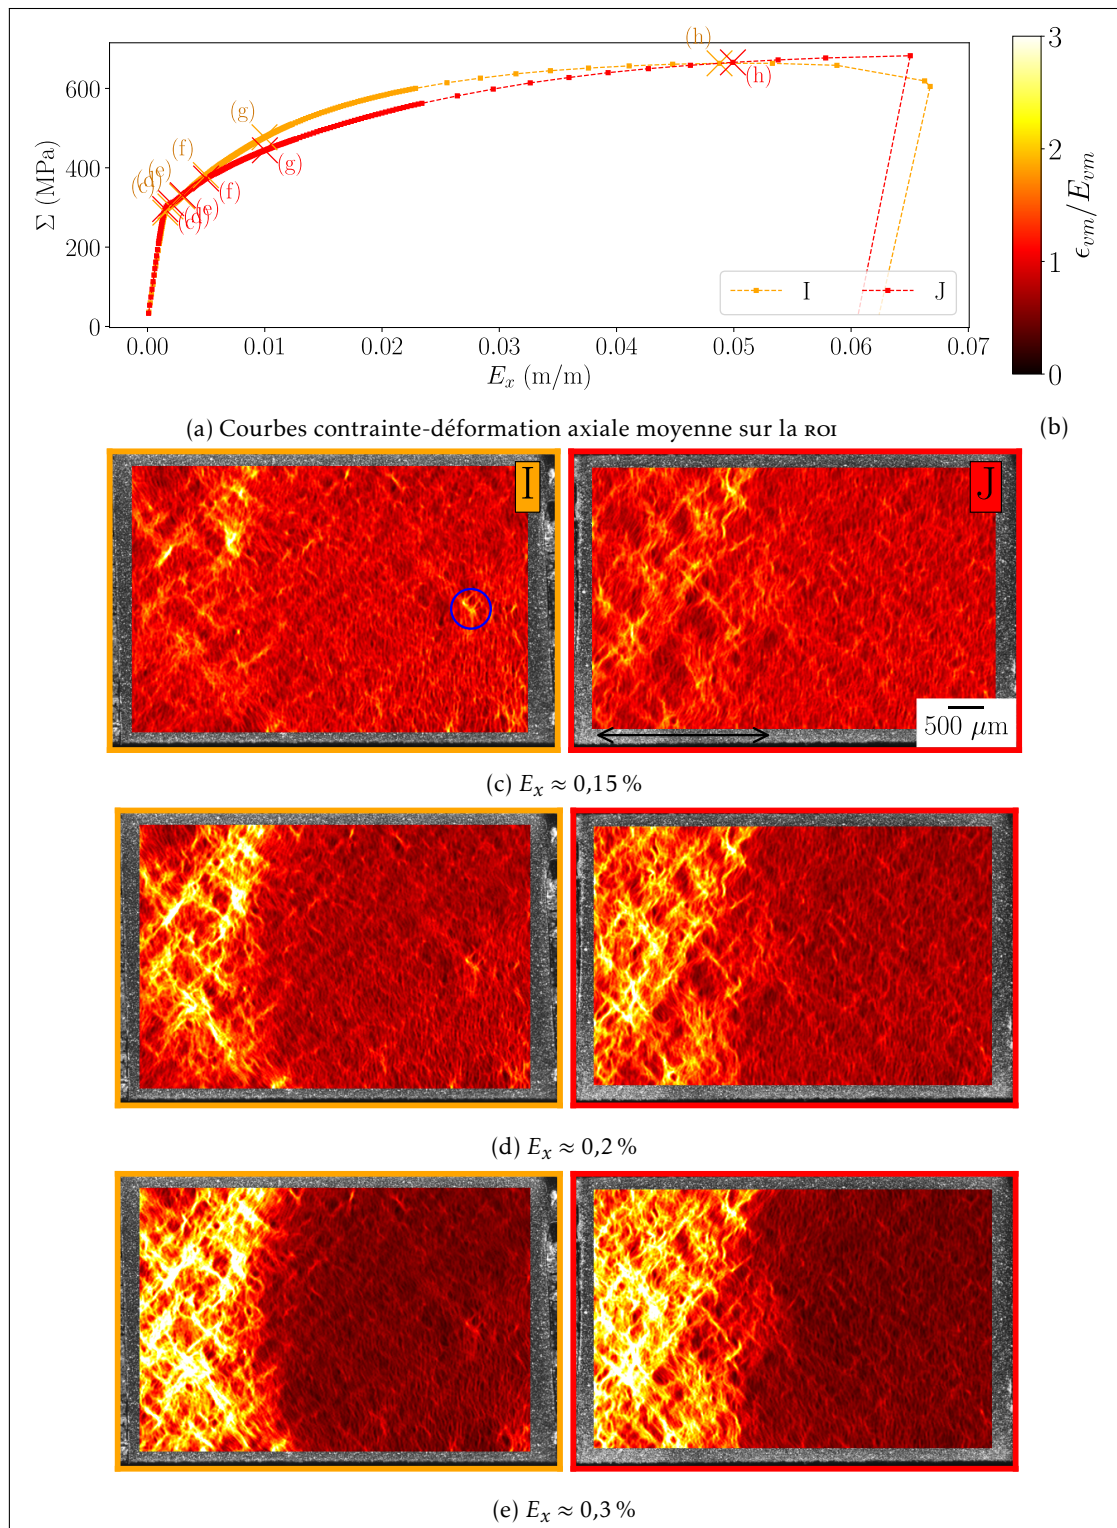 Σ (MPa)
600
400
200
0
0.00 0.01 0.02 0.03 0.04 0.05 0.06 0.07
E_x (m/m)
(c) (d) (e)
(f)
(g)
(h)
(c) (d) (e)
(f)
(g)
(h)
I J
3
2
1
0
ϵ_vm/E_vm
(a) Courbes contrainte-déformation axiale moyenne sur la ROI
(b)
I
J
500 µm
(c) E_x ≈ 0,15 %
(d) E_x ≈ 0,2 %
(e) E_x ≈ 0,3 %